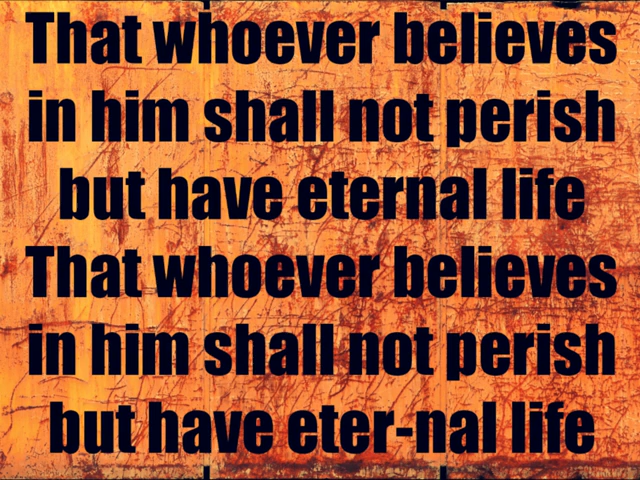 That whoever believes
in him shall not perish
but have eternal life
That whoever believes
in him shall not perish
but have eter-nal life